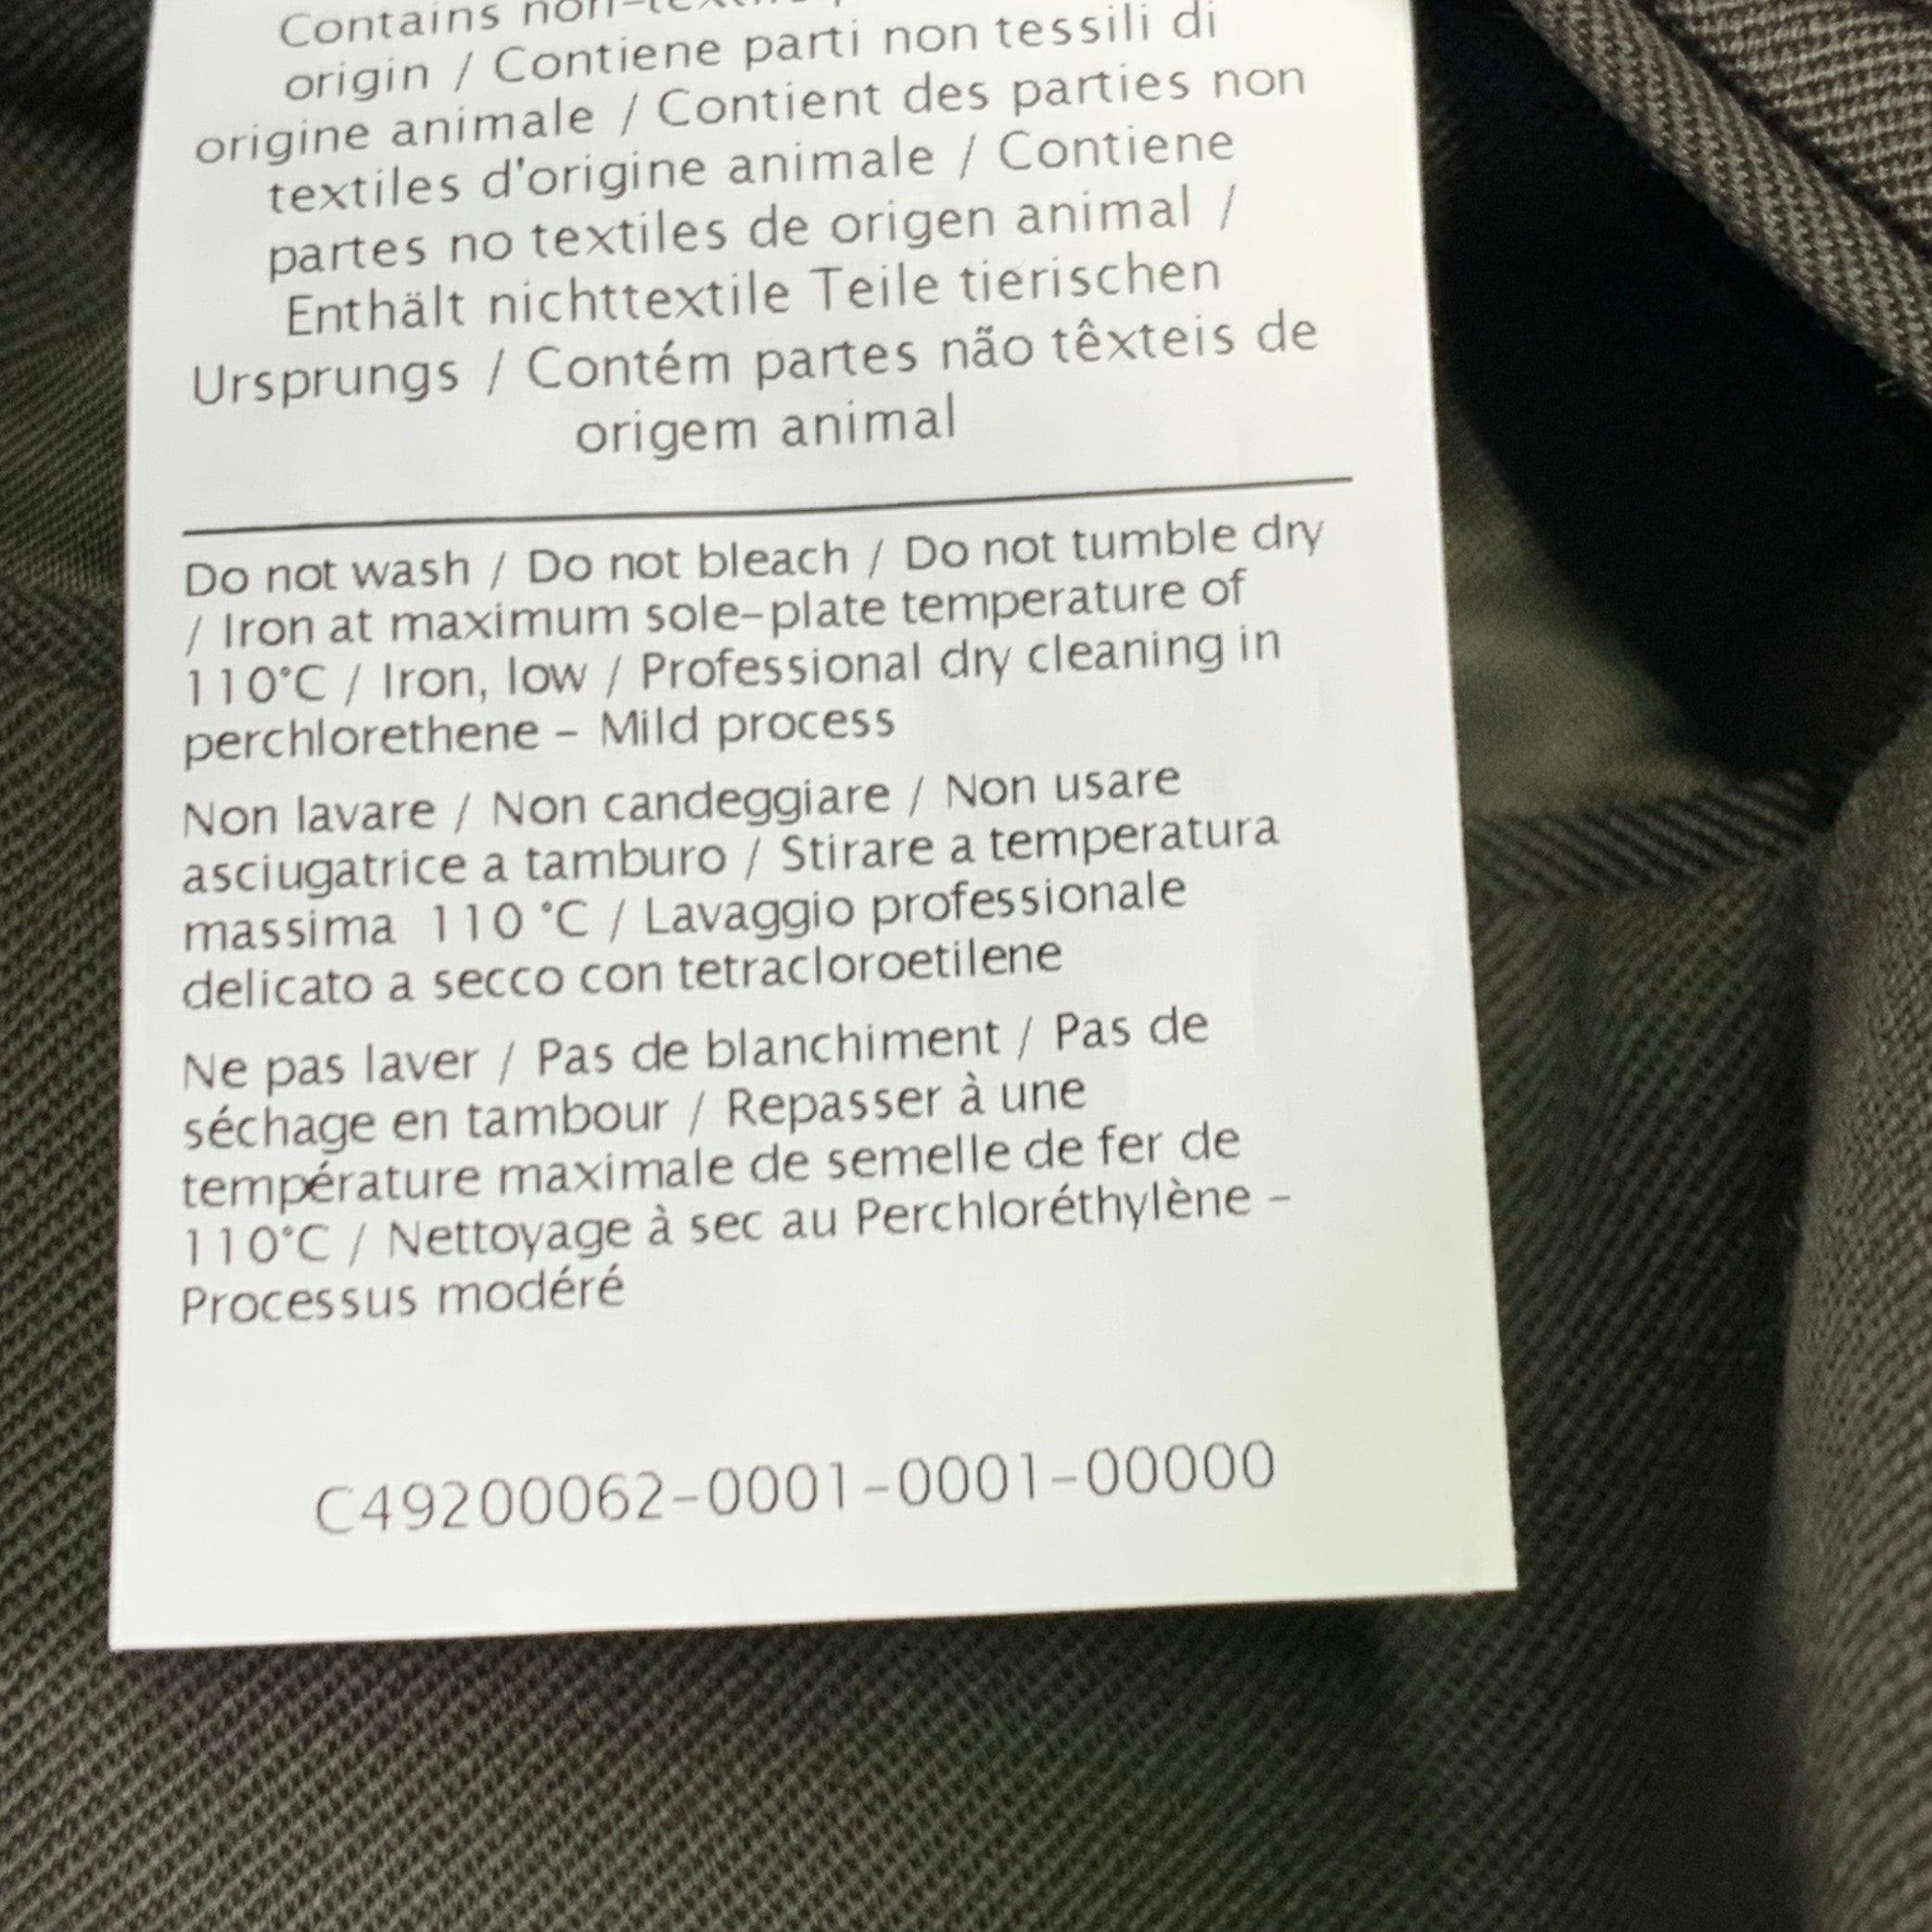 Contains non-
origin / Contiene parti non tessili di
origine animale / Contient des parties non
textiles d'origine animale / Contiene
partes no textiles de origen animal /
Enthält nichttextile Teile tierischen
Ursprungs / Contém partes não têxteis de
origem animal
Do not wash / Do not bleach / Do not tumble dry
/ Iron at maximum sole-plate temperature of
110°C / Iron, low / Professional dry cleaning in
perchlorethene – Mild process
Non lavare / Non candeggiare / Non usare
asciugatrice a tamburo / Stirare a temperatura
massima 110 °C / Lavaggio professionale
delicato a secco con tetracloroetilene
Ne pas laver / Pas de blanchiment / Pas de
séchage en tambour / Repasser à une
température maximale de semelle de fer de
110°C / Nettoyage à sec au Perchloréthylène –
Processus modéré
C49200062-0001-0001-00000